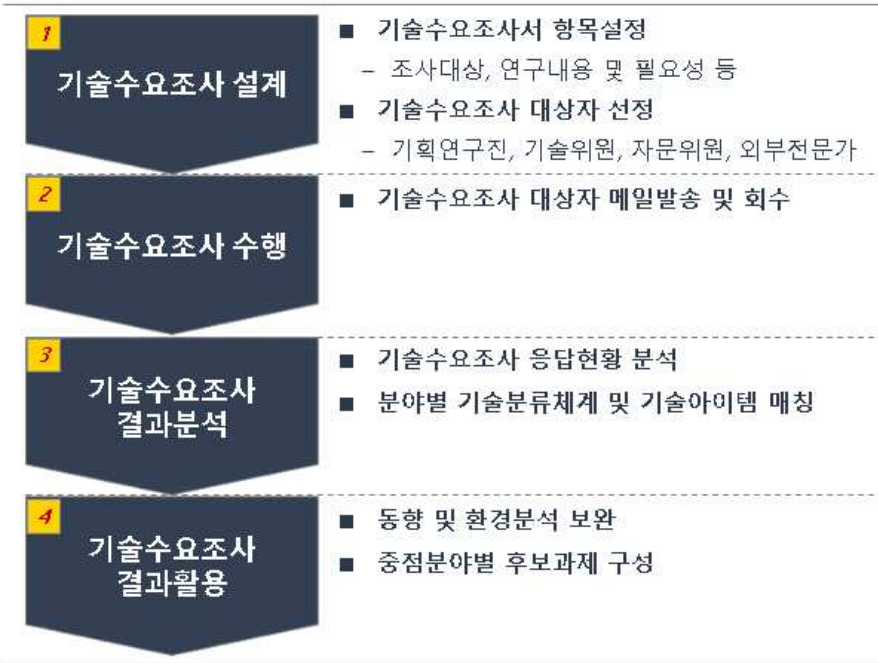 1
기술수요조사 설계
■ 기술수요조사서 항목설정
– 조사대상, 연구내용 및 필요성 등
■ 기술수요조사 대상자 선정
– 기획연구진, 기술위원, 자문위원, 외부전문가
2
기술수요조사 수행
■ 기술수요조사 대상자 메일발송 및 회수
3
기술수요조사
결과분석
■ 기술수요조사 응답현황 분석
■ 분야별 기술분류체계 및 기술아이템 매칭
4
기술수요조사
결과활용
■ 동향 및 환경분석 보완
■ 중점분야별 후보과제 구성